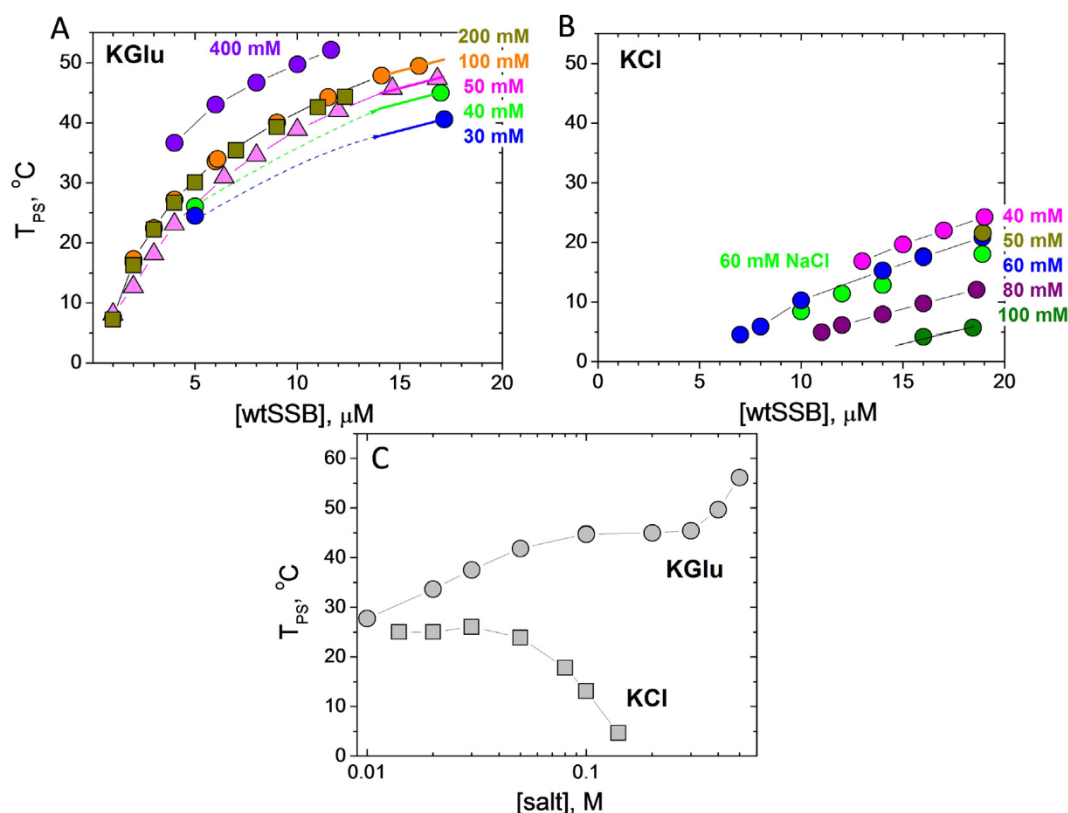 A
KGlu
400 mM
200 mM
100 mM
50 mM
40 mM
30 mM
50
40
30
20
10
0
T_PS, °C
5
10
15
20
[wtSSB], μM
B
KCl
40 mM
50 mM
60 mM
60 mM NaCl
80 mM
100 mM
50
40
30
20
10
0
0
5
10
15
20
[wtSSB], μM
C
60
50
40
30
20
10
0
T_PS, °C
KGlu
KCl
0.01
0.1
[salt], M